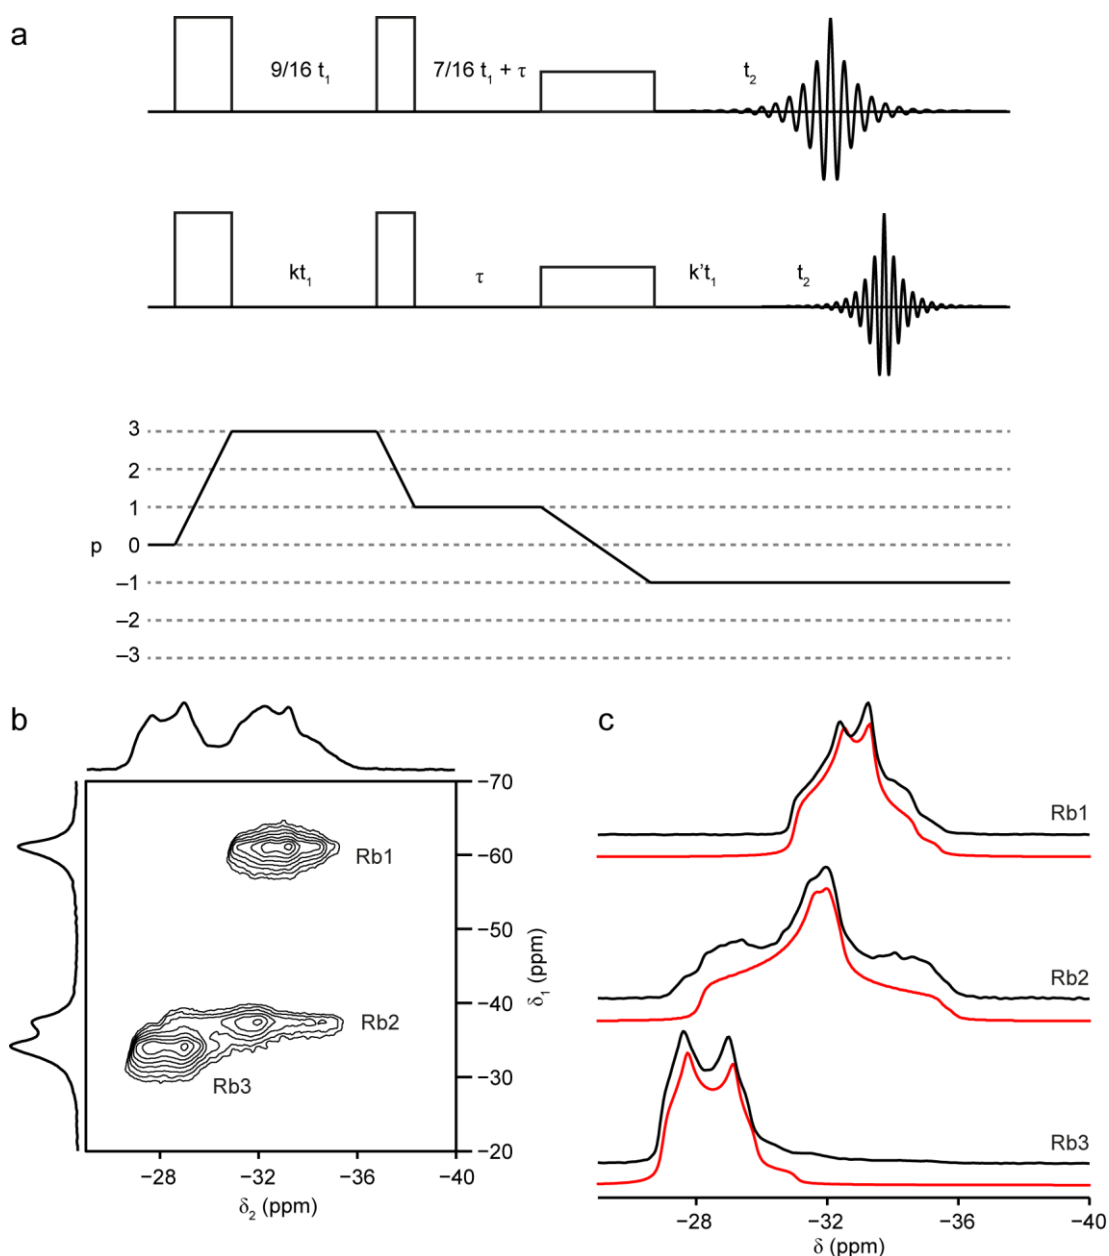 a
9/16 t₁
7/16 t₁ + τ
t₂
kt₁
τ
k't₁
t₂
3
2
1
p
0
–1
–2
–3
b
c
−70
Rb1
−60
−50
δ₁ (ppm)
−40
Rb2
−30
Rb3
−20
−28
−32
−36
−40
δ₂ (ppm)
Rb1
Rb2
Rb3
−28
−32
−36
−40
δ (ppm)